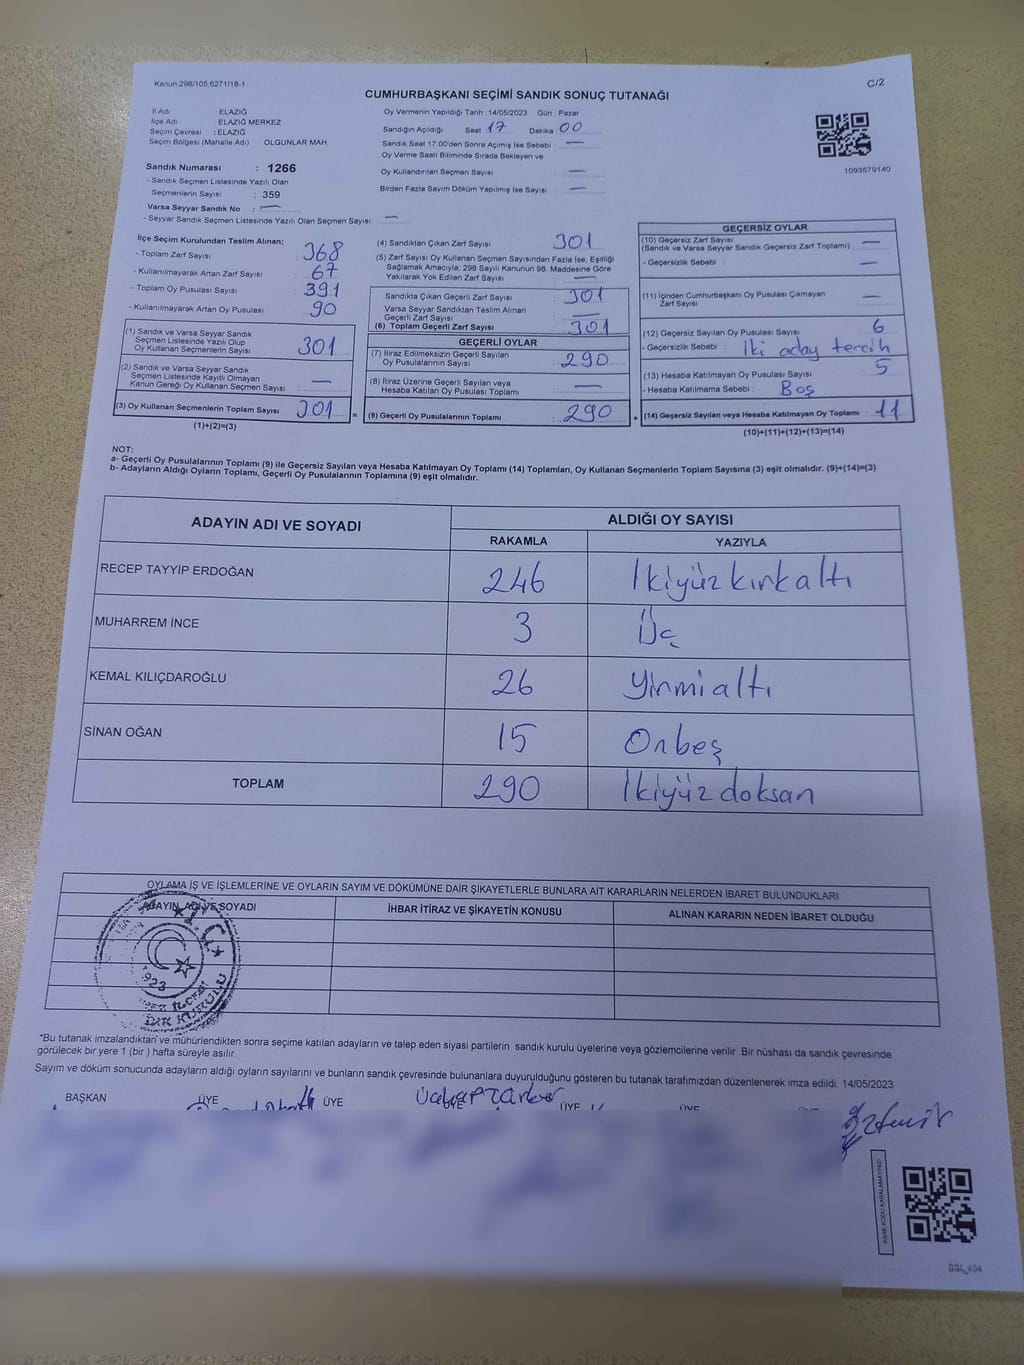 Kanun:298/105;6271/18-1
C/2
CUMHURBAŞKANI SEÇİMİ SANDIK SONUÇ TUTANAĞI
İl Adı : ELAZIĞ
İlçe Adı : ELAZIĞ MERKEZ
Seçim Çevresi : ELAZIĞ
Seçim Bölgesi (Mahalle Adı) : OLGUNLAR MAH
Sandık Numarası : 1266
- Sandık Seçmen Listesinde Yazılı Olan
Seçmenlerin Sayısı : 359
Varsa Seyyar Sandık No : —
- Seyyar Sandık Seçmen Listesinde Yazılı Olan Seçmen Sayısı: —
Oy Vermenin Yapıldığı Tarih : 14/05/2023 Gün : Pazar
Sandığın Açıldığı Saat 17 Dakika 00
Sandık Saat 17.00'den Sonra Açımış İse Sebebi : —
Oy Verme Saati Bitiminde Sırada Bekleyen ve
Oy Kullandırılan Seçmen Sayısı : —
Birden Fazla Sayım Döküm Yapılmış İse Sayısı : —
1093579140
İlçe Seçim Kurulundan Teslim Alınan;
- Toplam Zarf Sayısı : 368
- Kullanılmayarak Artan Zarf Sayısı : 67
- Toplam Oy Pusulası Sayısı : 391
- Kullanılmayarak Artan Oy Pusulası : 90
(1) Sandık ve Varsa Seyyar Sandık
Seçmen Listesinde Yazılı Olup
Oy Kullanan Seçmenlerin Sayısı : 301
(2) Sandık ve Varsa Seyyar Sandık
Seçmen Listesinde Kayıtlı Olmayan
Kanun Gereği Oy Kullanan Seçmen Sayısı : —
(3) Oy Kullanan Seçmenlerin Toplam Sayısı : 301
(1)+(2)=(3)
(4) Sandıktan Çıkan Zarf Sayısı : 301
(5) Zarf Sayısı Oy Kullanan Seçmen Sayısından Fazla İse, Eşitliği
Sağlamak Amacıyla; 298 Sayılı Kanunun 98. Maddesine Göre
Yakılarak Yok Edilen Zarf Sayısı : —
Sandıkta Çıkan Geçerli Zarf Sayısı : 301
Varsa Seyyar Sandıktan Teslim Alınan
Geçerli Zarf Sayısı : —
(6) Toplam Geçerli Zarf Sayısı : 301
GEÇERLİ OYLAR
(7) İtiraz Edilmeksizin Geçerli Sayılan
Oy Pusulalarının Sayısı : 290
(8) İtiraz Üzerine Geçerli Sayılan veya
Hesaba Katılan Oy Pusulası Toplamı : —
(9) Geçerli Oy Pusulalarının Toplamı : 290
GEÇERSİZ OYLAR
(10) Geçersiz Zarf Sayısı
(Sandık ve Varsa Seyyar Sandık Geçersiz Zarf Toplamı) : —
- Geçersizlik Sebebi : —
(11) İçinden Cumhurbaşkanı Oy Pusulası Çıkmayan
Zarf Sayısı : —
(12) Geçersiz Sayılan Oy Pusulası Sayısı : 6
- Geçersizlik Sebebi : İki aday tercih
(13) Hesaba Katılmayan Oy Pusulası Sayısı : 5
- Hesaba Katılmama Sebebi : Boş
(14) Geçersiz Sayılan veya Hesaba Katılmayan Oy Toplamı : 11
(10)+(11)+(12)+(13)=(14)
NOT:
a- Geçerli Oy Pusulalarının Toplamı (9) ile Geçersiz Sayılan veya Hesaba Katılmayan Oy Toplamı (14) Toplamları, Oy Kullanan Seçmenlerin Toplam Sayısına (3) eşit olmalıdır. (9)+(14)=(3)
b- Adayların Aldığı Oyların Toplamı, Geçerli Oy Pusulalarının Toplamına (9) eşit olmalıdır.
ADAYIN ADI VE SOYADI ALDIĞI OY SAYISI
RAKAMLA YAZIYLA
RECEP TAYYİP ERDOĞAN 246 İkiyüzkırkaltı
MUHARREM İNCE 3 Üç
KEMAL KILIÇDAROĞLU 26 Yirmialtı
SİNAN OĞAN 15 Onbeş
TOPLAM 290 İkiyüzdoksan
OYLAMA İŞ VE İŞLEMLERİNE VE OYLARIN SAYIM VE DÖKÜMÜNE DAİR ŞİKAYETLERLE BUNLARA AİT KARARLARIN NELERDEN İBARET BULUNDUKLARI
ADAYIN ADI VE SOYADI İHBAR İTİRAZ VE ŞİKAYETİN KONUSU ALINAN KARARIN NEDEN İBARET OLDUĞU
T.C.
1923
*Bu tutanak imzalandıktan ve mühürlendikten sonra seçime katılan adayların ve talep eden siyasi partilerin sandık kurulu üyelerine veya gözlemcilerine verilir. Bir nüshası da sandık çevresinde
görülecek bir yere 1 (bir ) hafta süreyle asılır.
Sayım ve döküm sonucunda adayların aldığı oyların sayılarını ve bunların sandık çevresinde bulunanlara duyurulduğunu gösteren bu tutanak tarafımızdan düzenlenerek imza edildi. 14/05/2023
BAŞKAN ÜYE ÜYE ÜYE ÜYE ÜYE
KARE KODU KARALAMAYINIZ!